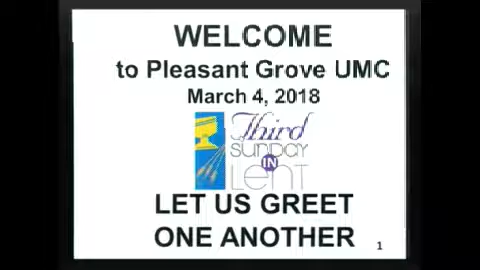 WELCOME
to Pleasant Grove UMC
March 4, 2018
Third
SUNDAY
IN
Lent
LET US GREET
ONE ANOTHER
1